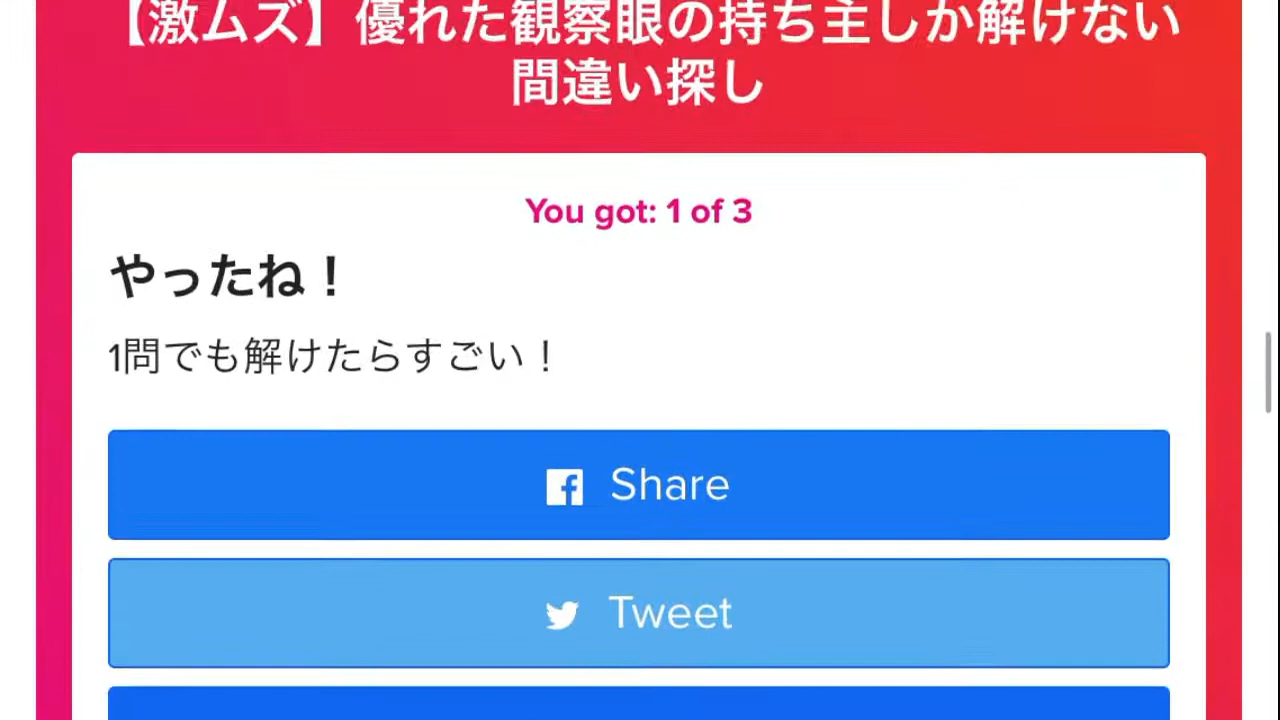 【激ムズ】優れた観察眼の持ち主しか解けない
間違い探し
You got: 1 of 3
やったね！
1問でも解けたらすごい！
Share
Tweet